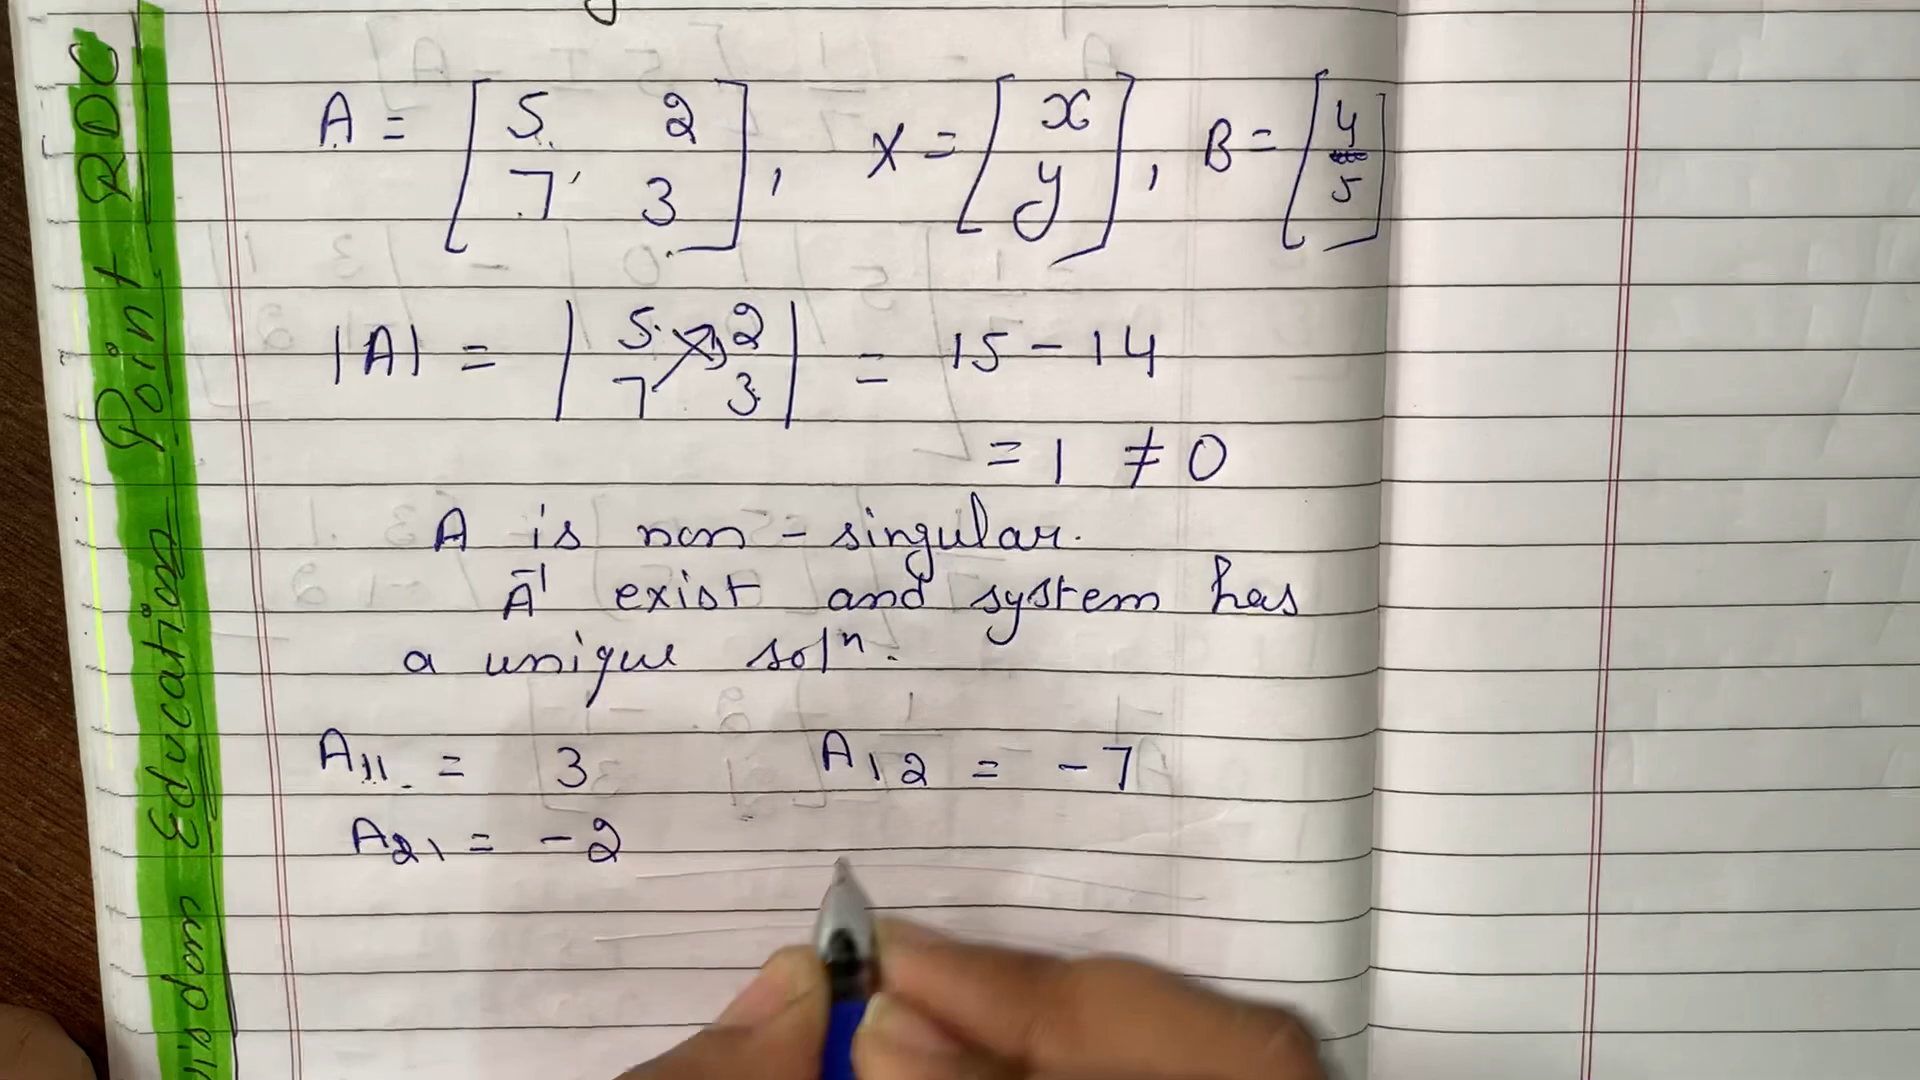 A = [5 2; 7 3], X = [x; y], B = [4; 5]
|A| = |5 2; 7 3| = 15 - 14
= 1 ≠ 0
A is non - singular.
A⁻¹ exist and system has
a unique solⁿ.
A₁₁ = 3 A₁₂ = -7
A₂₁ = -2
Education Point RDC